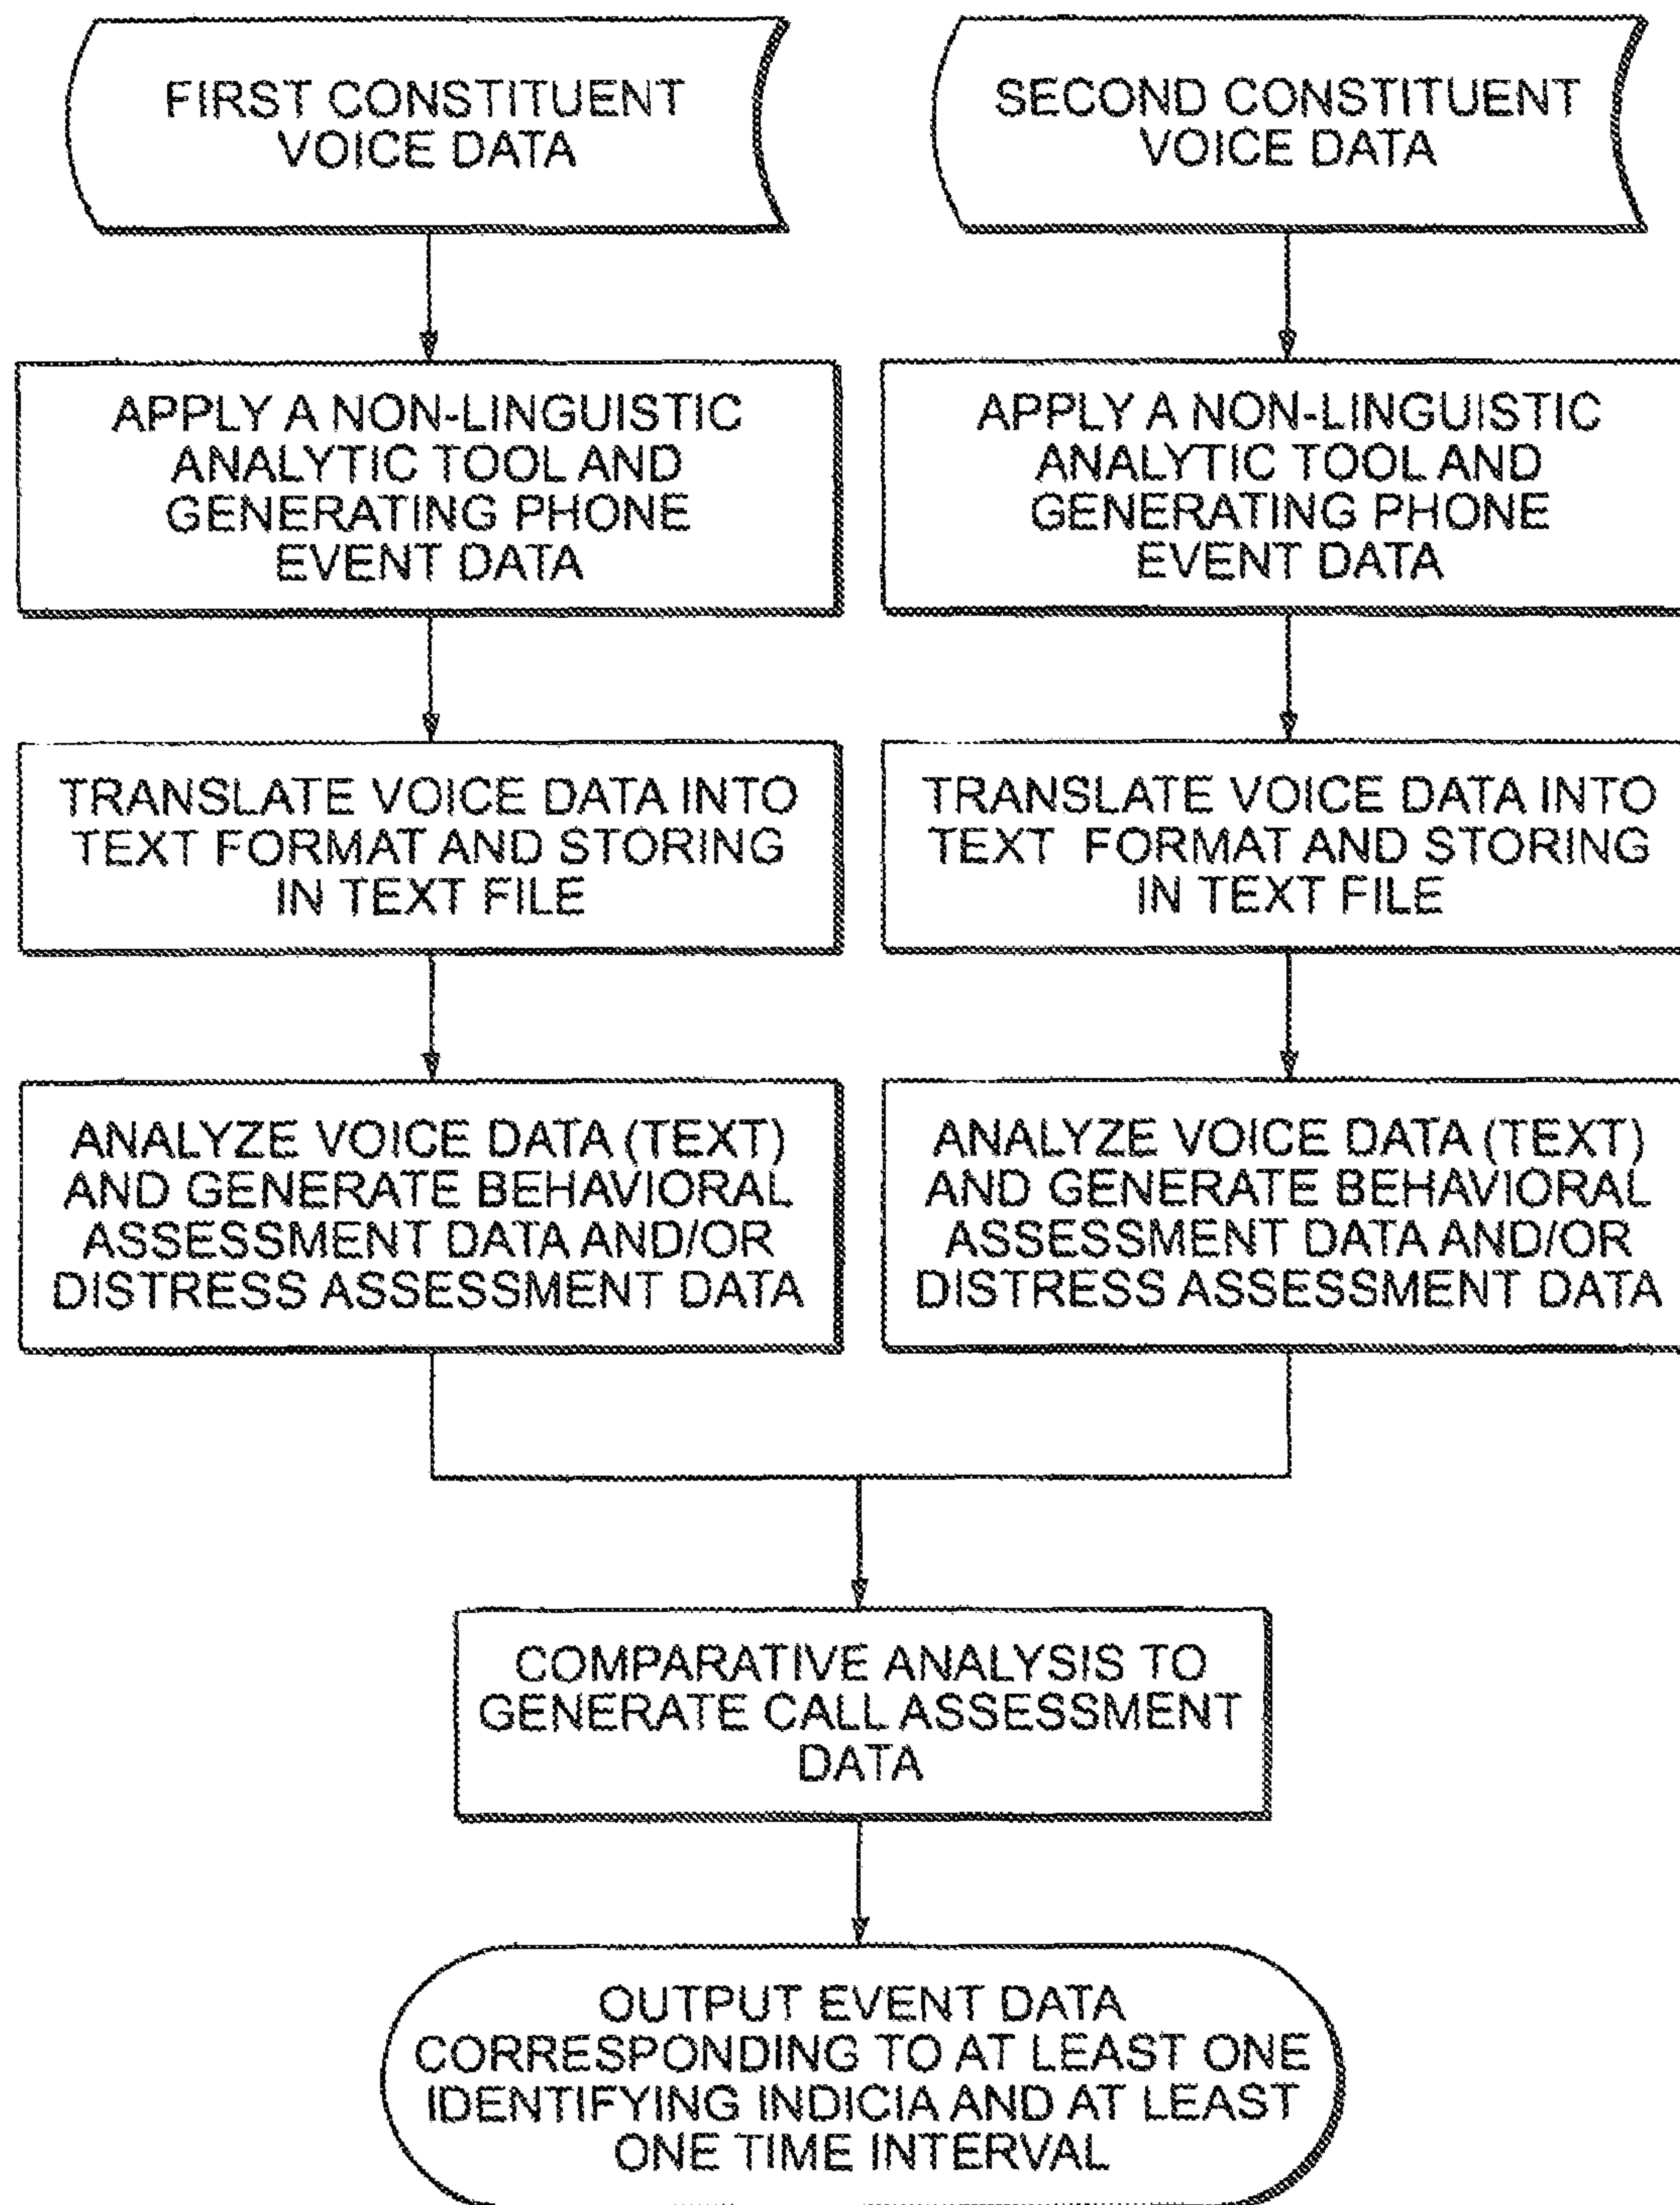 FIRST CONSTITUENT
VOICE DATA
SECOND CONSTITUENT
VOICE DATA
APPLY A NON-LINGUISTIC
ANALYTIC TOOL AND
GENERATING PHONE
EVENT DATA
APPLY A NON-LINGUISTIC
ANALYTIC TOOL AND
GENERATING PHONE
EVENT DATA
TRANSLATE VOICE DATA INTO
TEXT FORMAT AND STORING
IN TEXT FILE
TRANSLATE VOICE DATA INTO
TEXT FORMAT AND STORING
IN TEXT FILE
ANALYZE VOICE DATA (TEXT)
AND GENERATE BEHAVIORAL
ASSESSMENT DATA AND/OR
DISTRESS ASSESSMENT DATA
ANALYZE VOICE DATA (TEXT)
AND GENERATE BEHAVIORAL
ASSESSMENT DATA AND/OR
DISTRESS ASSESSMENT DATA
COMPARATIVE ANALYSIS TO
GENERATE CALL ASSESSMENT
DATA
OUTPUT EVENT DATA
CORRESPONDING TO AT LEAST ONE
IDENTIFYING INDICIA AND AT LEAST
ONE TIME INTERVAL